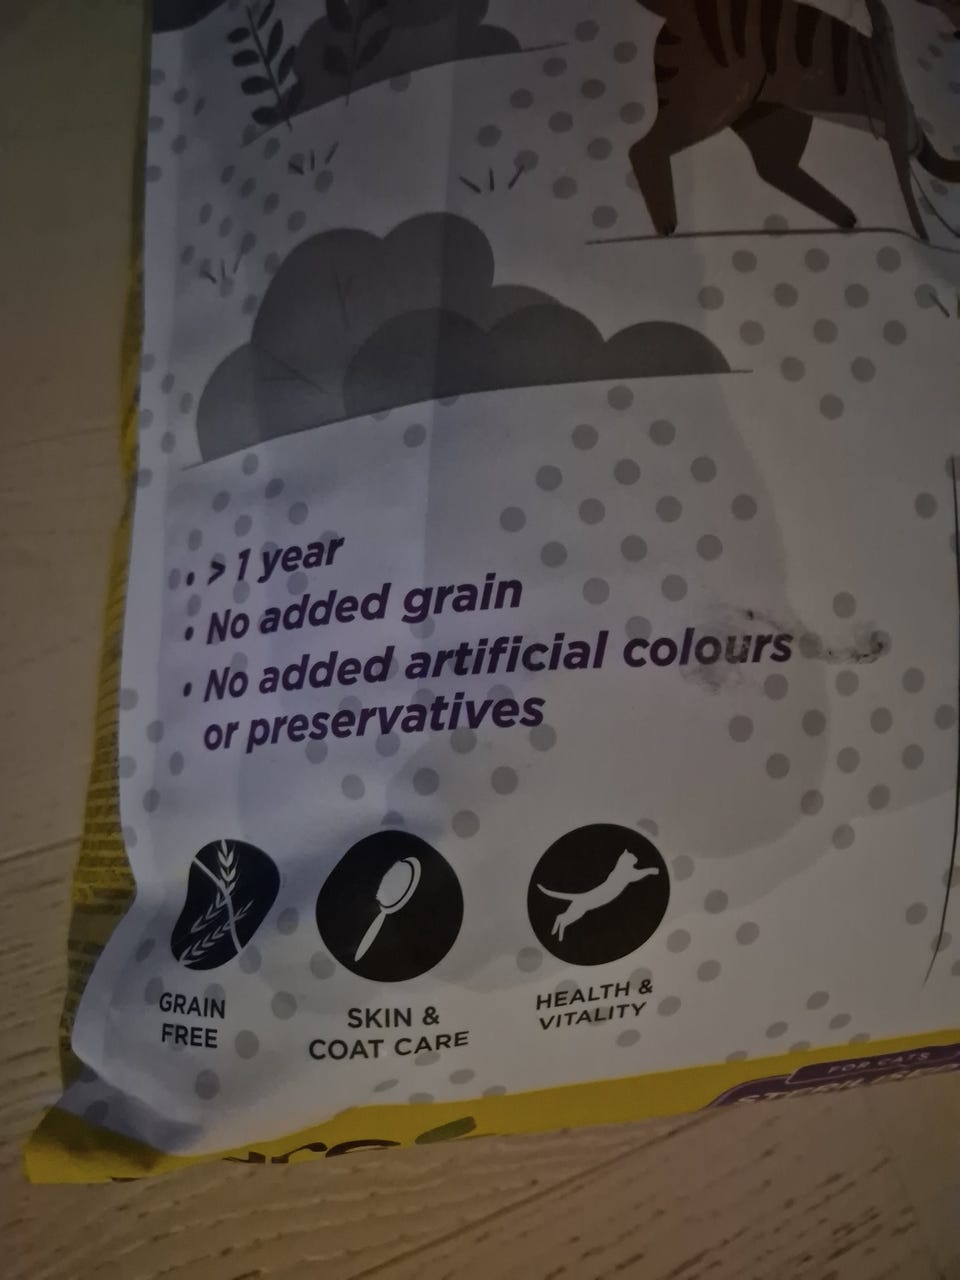 • > 1 year
• No added grain
• No added artificial colours
or preservatives
GRAIN
FREE
SKIN &
COAT CARE
HEALTH &
VITALITY
FOR CATS